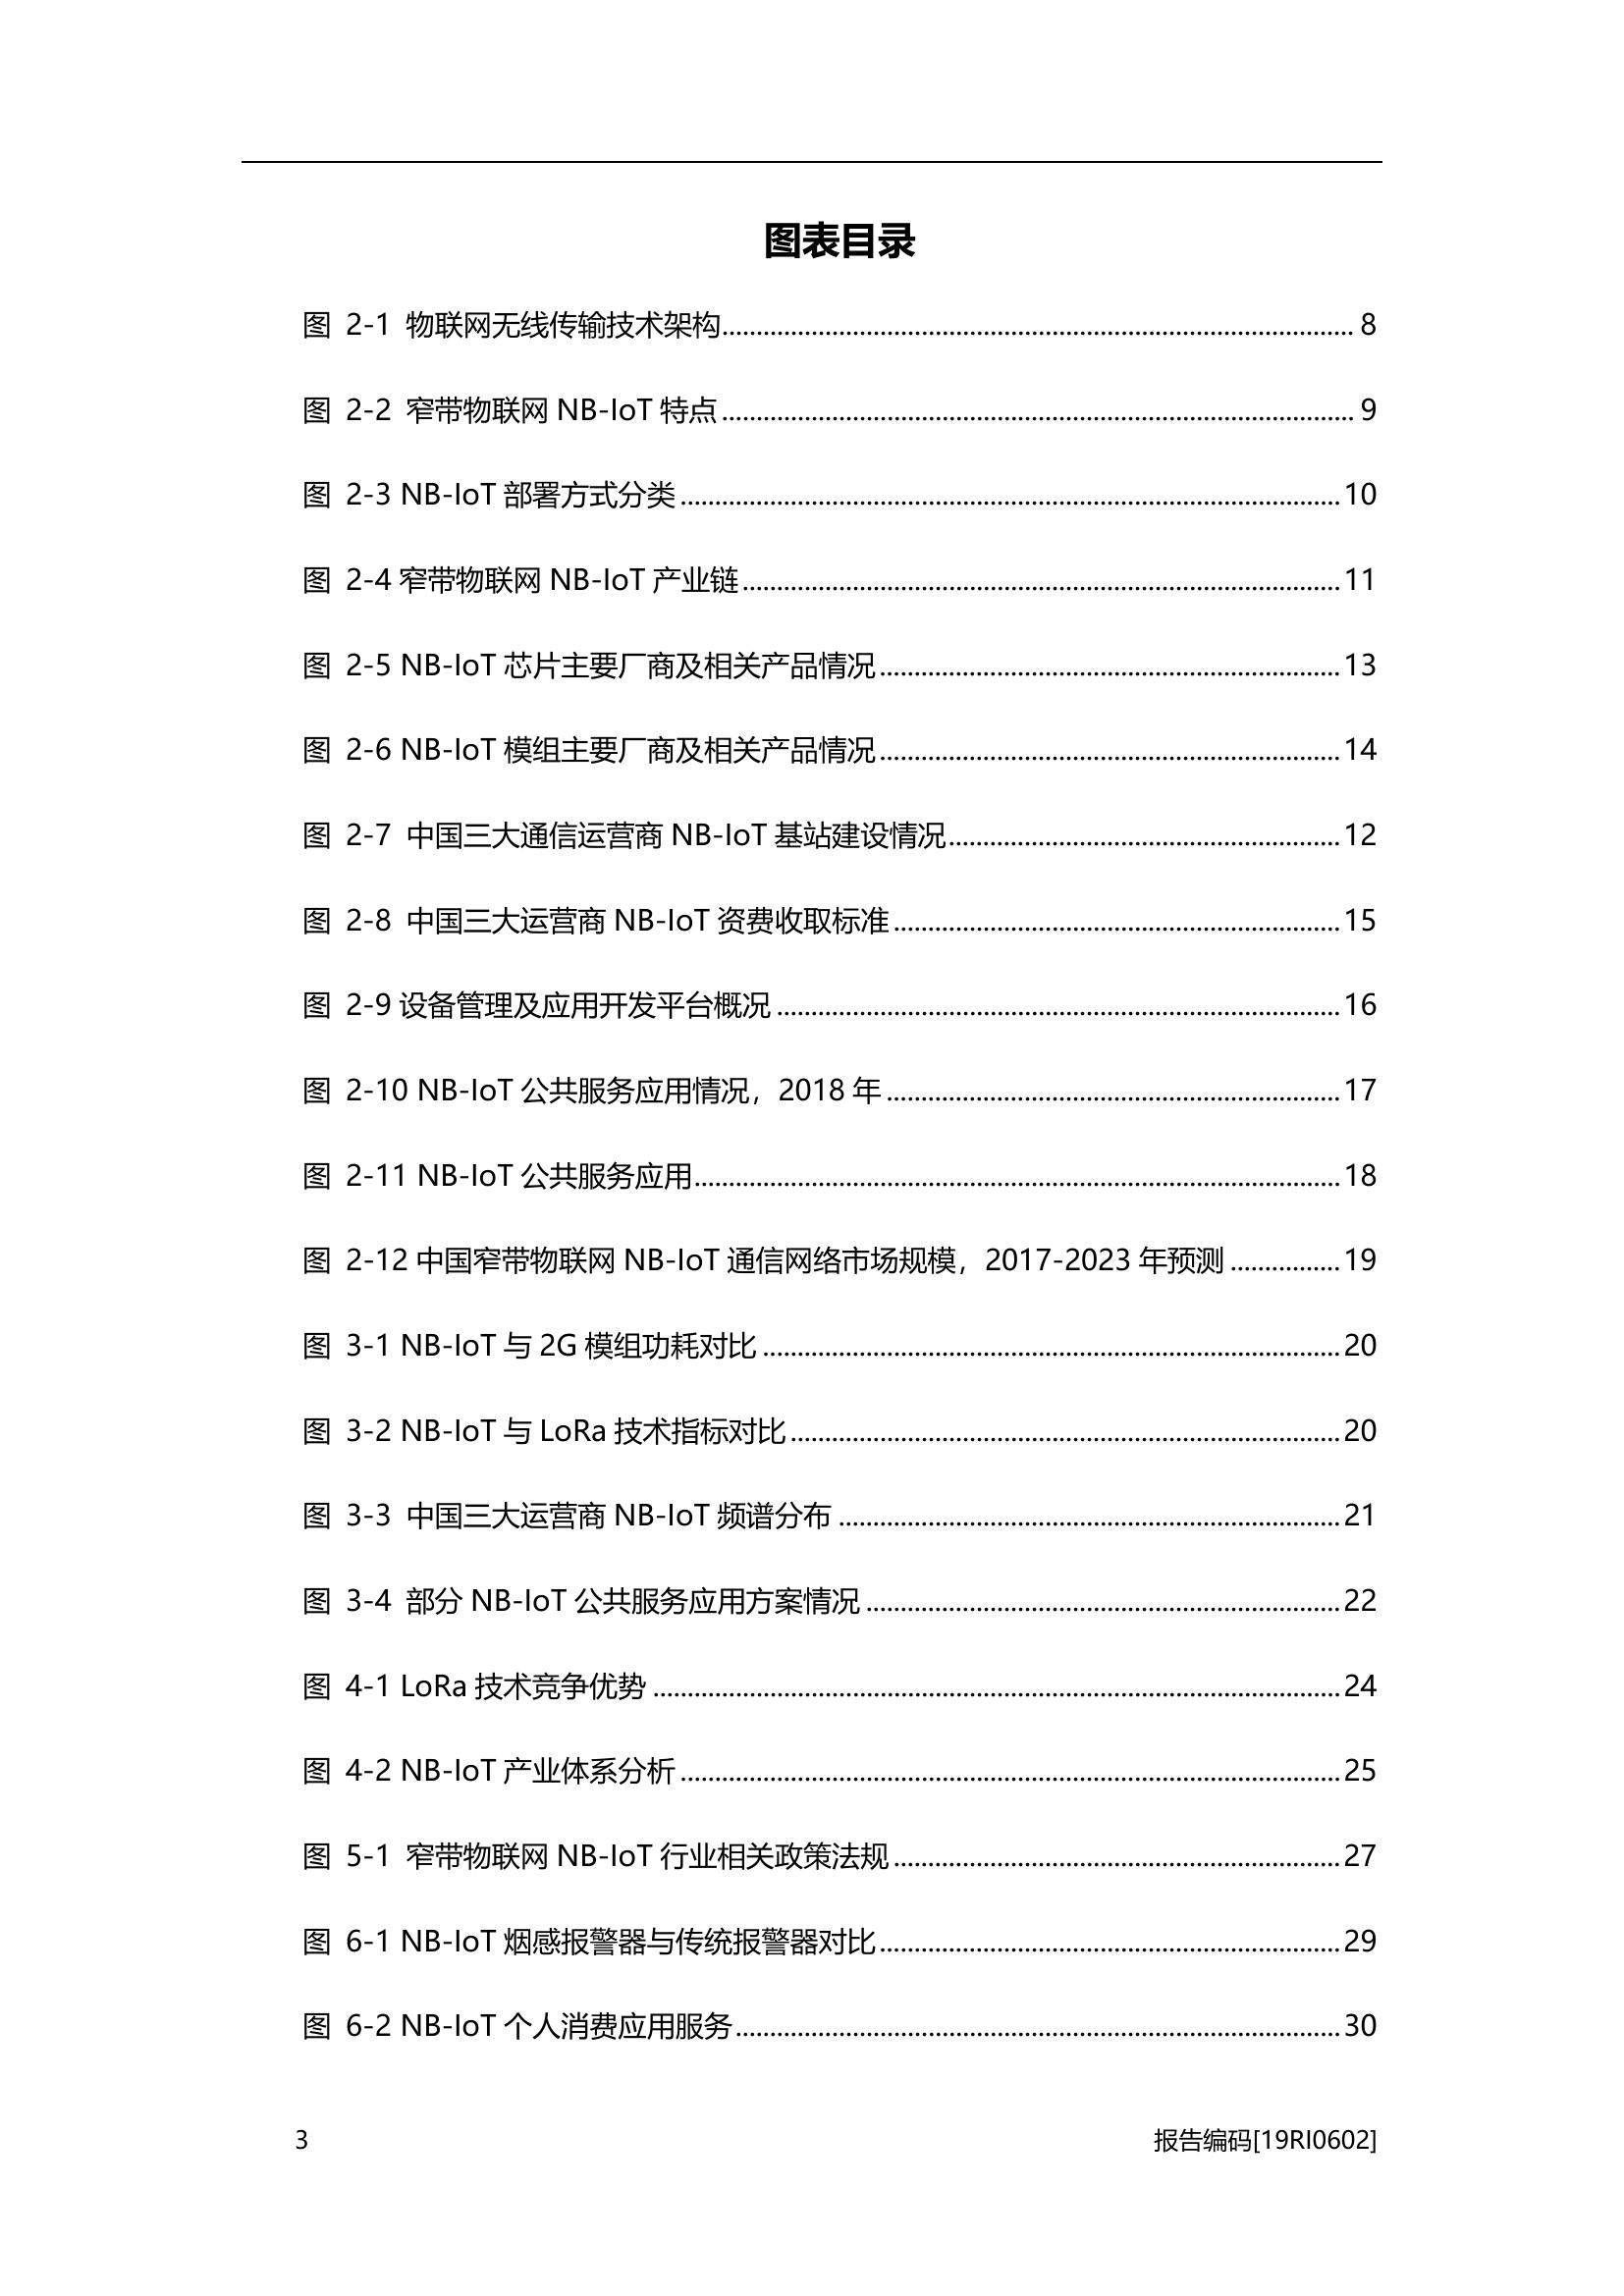 图表目录
图 2-1 物联网无线传输技术架构........................................ 8
图 2-2 窄带物联网 NB-IoT 特点........................................ 9
图 2-3 NB-IoT 部署方式分类........................................ 10
图 2-4 窄带物联网 NB-IoT 产业链........................................ 11
图 2-5 NB-IoT 芯片主要厂商及相关产品情况........................................ 13
图 2-6 NB-IoT 模组主要厂商及相关产品情况........................................ 14
图 2-7 中国三大通信运营商 NB-IoT 基站建设情况........................................ 12
图 2-8 中国三大运营商 NB-IoT 资费收取标准........................................ 15
图 2-9 设备管理及应用开发平台概况........................................ 16
图 2-10 NB-IoT 公共服务应用情况，2018 年........................................ 17
图 2-11 NB-IoT 公共服务应用........................................ 18
图 2-12 中国窄带物联网 NB-IoT 通信网络市场规模，2017-2023 年预测................ 19
图 3-1 NB-IoT 与 2G 模组功耗对比........................................ 20
图 3-2 NB-IoT 与 LoRa 技术指标对比........................................ 20
图 3-3 中国三大运营商 NB-IoT 频谱分布........................................ 21
图 3-4 部分 NB-IoT 公共服务应用方案情况........................................ 22
图 4-1 LoRa 技术竞争优势........................................ 24
图 4-2 NB-IoT 产业体系分析........................................ 25
图 5-1 窄带物联网 NB-IoT 行业相关政策法规........................................ 27
图 6-1 NB-IoT 烟感报警器与传统报警器对比........................................ 29
图 6-2 NB-IoT 个人消费应用服务........................................ 30
3 报告编码[19RI0602]